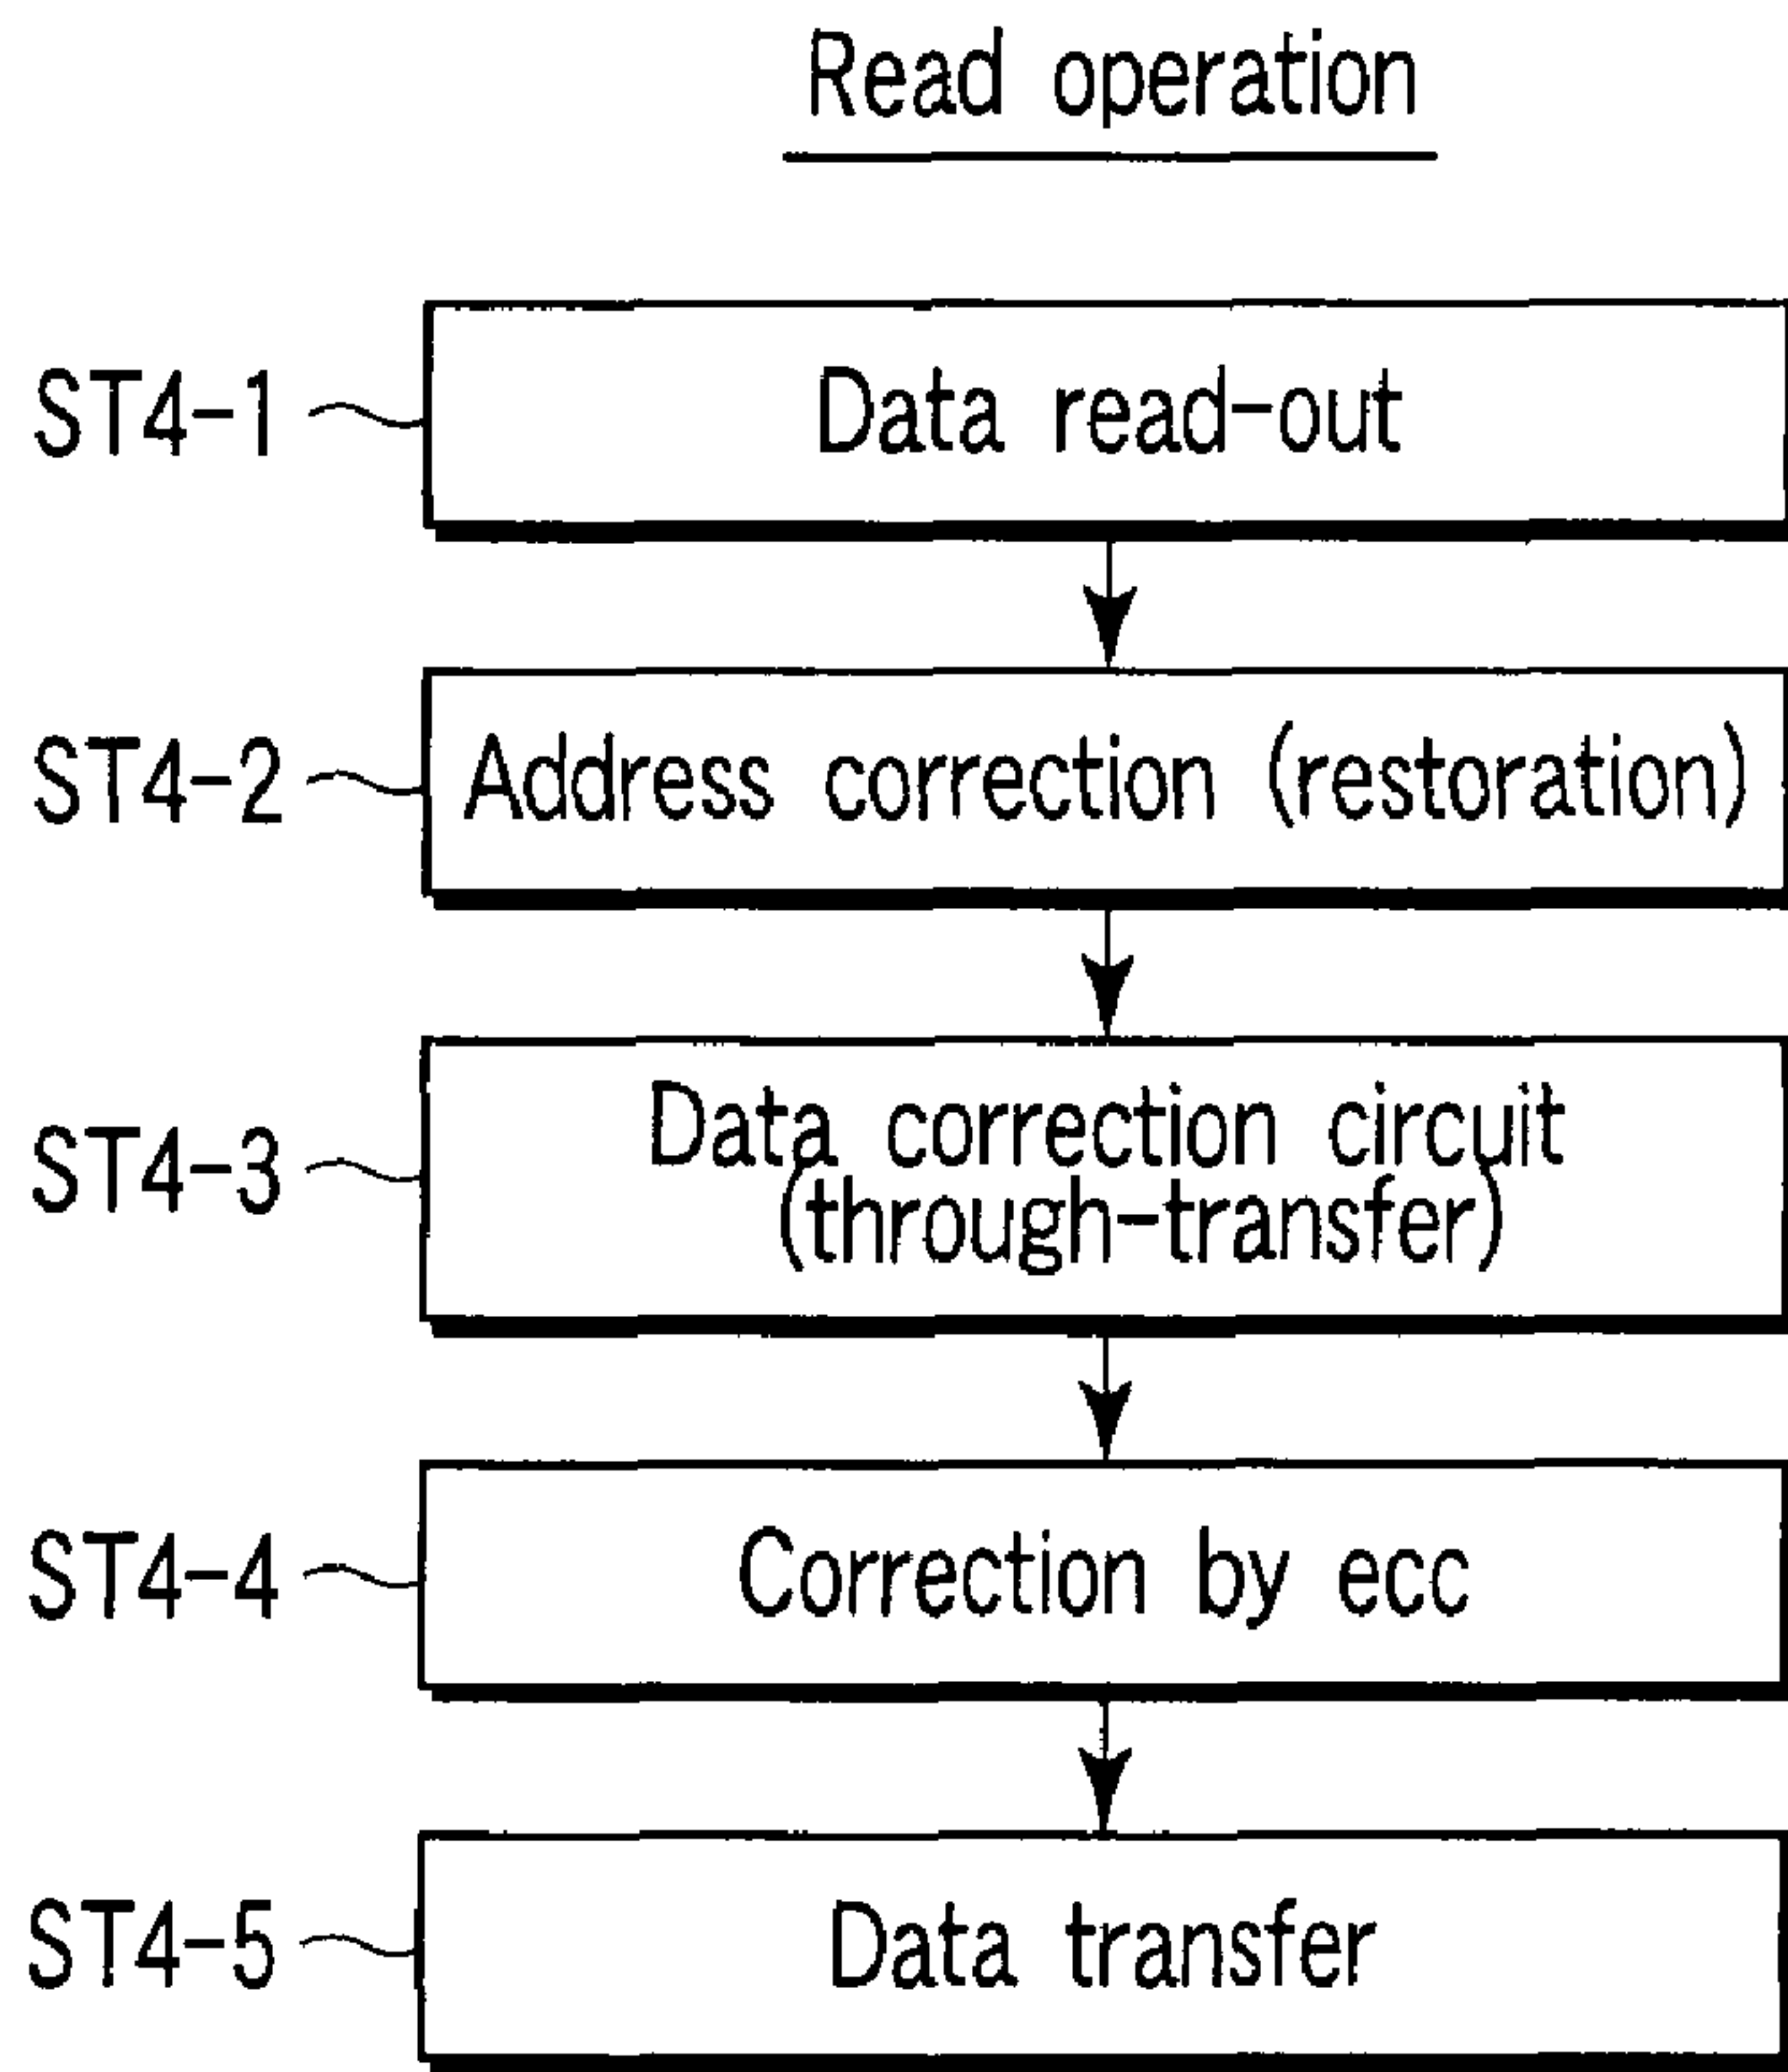 Read operation
ST4-1 Data read-out
ST4-2 Address correction (restoration)
ST4-3 Data correction circuit
(through-transfer)
ST4-4 Correction by ecc
ST4-5 Data transfer